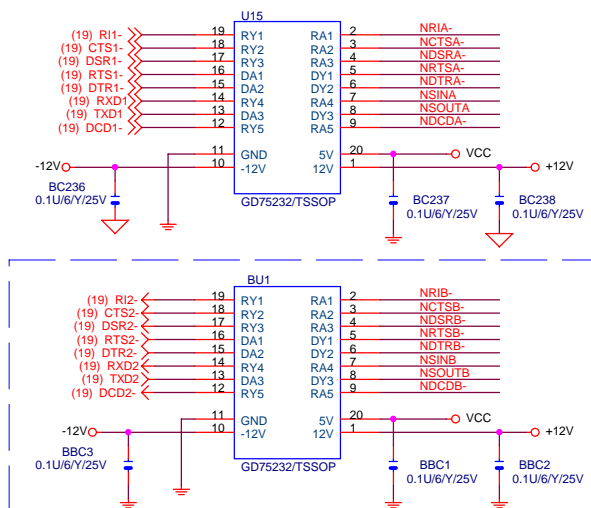 U15
(19) RI1- 19 RY1 RA1 2 NRIA-
(19) CTS1- 18 RY2 RA2 3 NCTSA-
(19) DSR1- 17 RY3 RA3 4 NDSRA-
(19) RTS1- 16 DA1 DY1 5 NRTSA-
(19) DTR1- 15 DA2 DY2 6 NDTRA-
(19) RXD1 14 RY4 RA4 7 NSINA
(19) TXD1 13 DA3 DY3 8 NSOUTA
(19) DCD1- 12 RY5 RA5 9 NDCDA-
11 GND 5V 20 VCC
-12V 10 -12V 12V 1 +12V
BC236 BC237 BC238
0.1U/6/Y/25V 0.1U/6/Y/25V 0.1U/6/Y/25V
GD75232/TSSOP
BU1
(19) RI2- 19 RY1 RA1 2 NRIB-
(19) CTS2- 18 RY2 RA2 3 NCTSB-
(19) DSR2- 17 RY3 RA3 4 NDSRB-
(19) RTS2- 16 DA1 DY1 5 NRTSB-
(19) DTR2- 15 DA2 DY2 6 NDTRB-
(19) RXD2 14 RY4 RA4 7 NSINB
(19) TXD2 13 DA3 DY3 8 NSOUTB
(19) DCD2- 12 RY5 RA5 9 NDCDB-
11 GND 5V 20 VCC
-12V 10 -12V 12V 1 +12V
BBC3 BBC1 BBC2
0.1U/6/Y/25V 0.1U/6/Y/25V 0.1U/6/Y/25V
GD75232/TSSOP